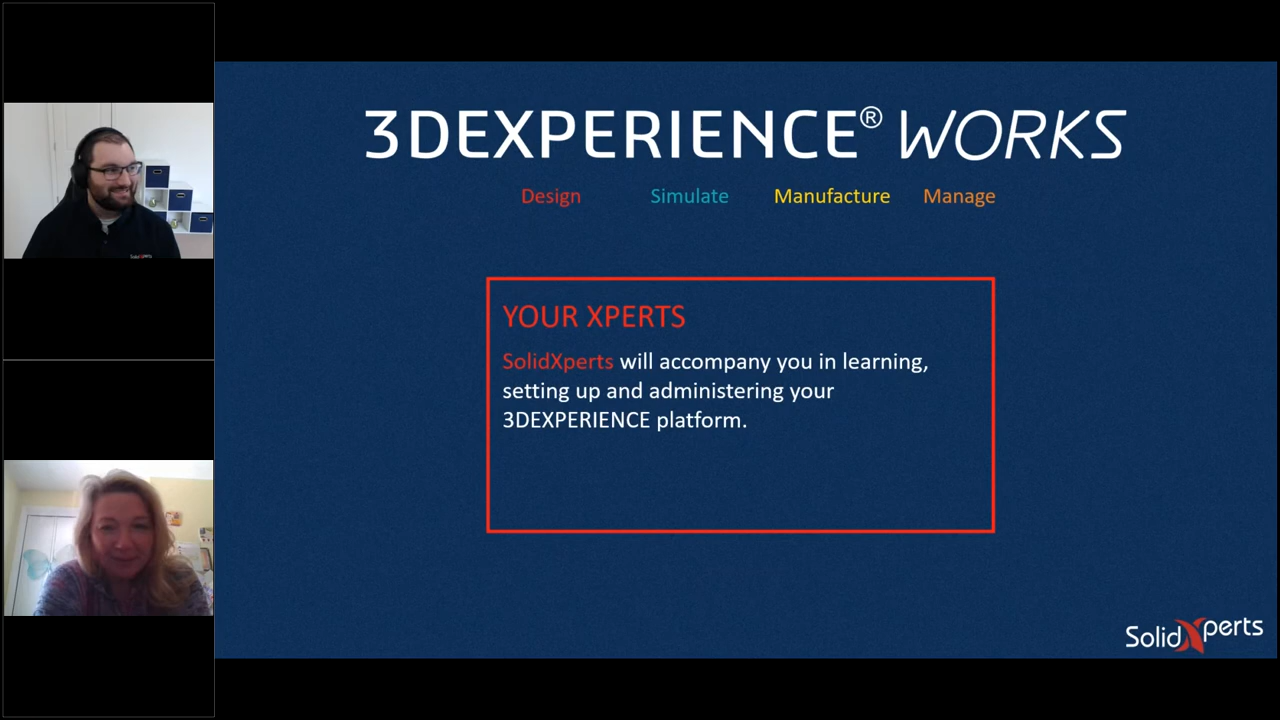 3DEXPERIENCE® WORKS
Design Simulate Manufacture Manage
YOUR XPERTS
SolidXperts will accompany you in learning,
setting up and administering your
3DEXPERIENCE platform.
SolidXperts
SolidXperts